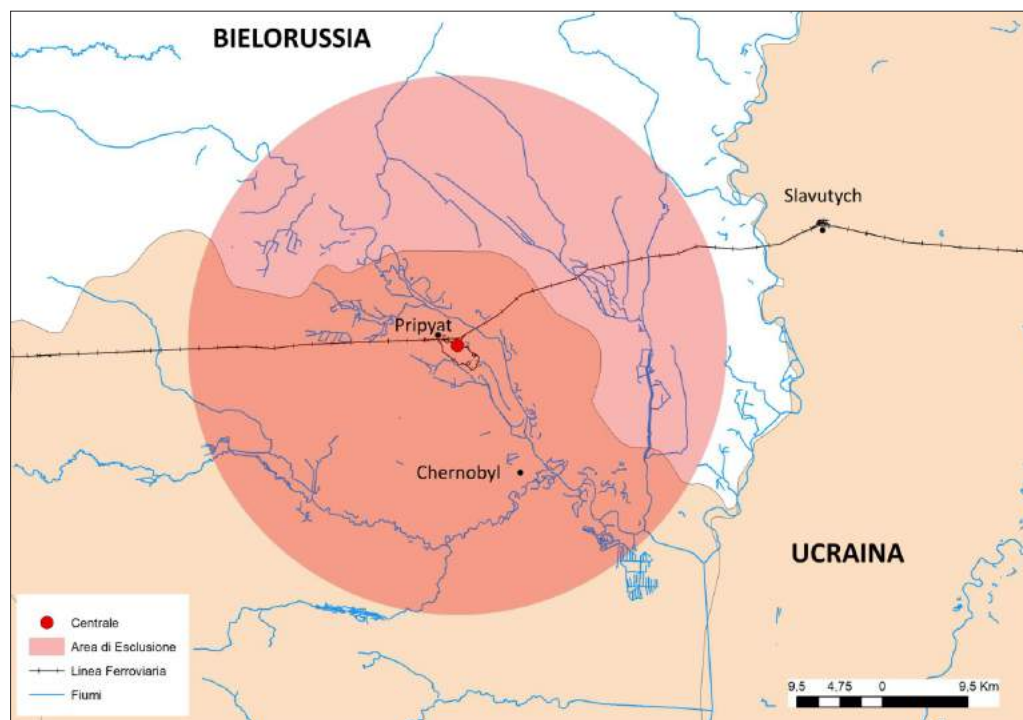 BIELORUSSIA
Slavutych
Pripyat
Chernobyl
UCRAINA
Centrale
Area di Esclusione
Linea Ferroviaria
Fiumi
9,5 4,75 0 9,5 Km